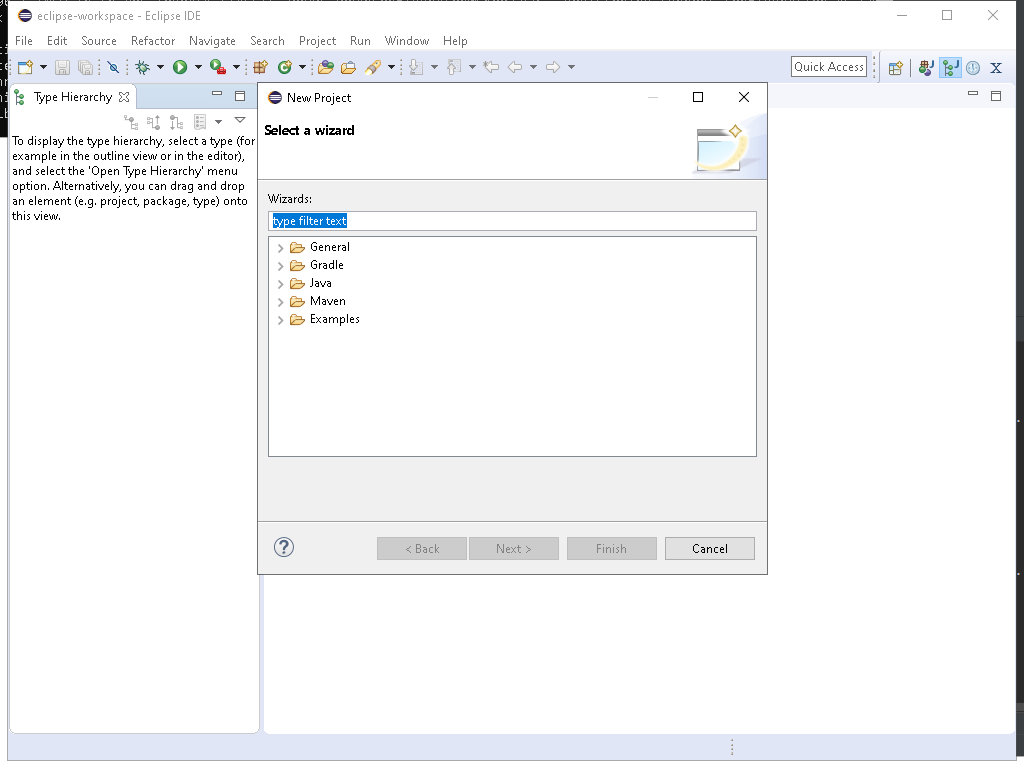 eclipse-workspace - Eclipse IDE
File Edit Source Refactor Navigate Search Project Run Window Help
Quick Access
Type Hierarchy
To display the type hierarchy, select a type (for
example in the outline view or in the editor),
and select the 'Open Type Hierarchy' menu
option. Alternatively, you can drag and drop
an element (e.g. project, package, type) onto
this view.
New Project
Select a wizard
Wizards:
type filter text
General
Gradle
Java
Maven
Examples
< Back Next > Finish Cancel